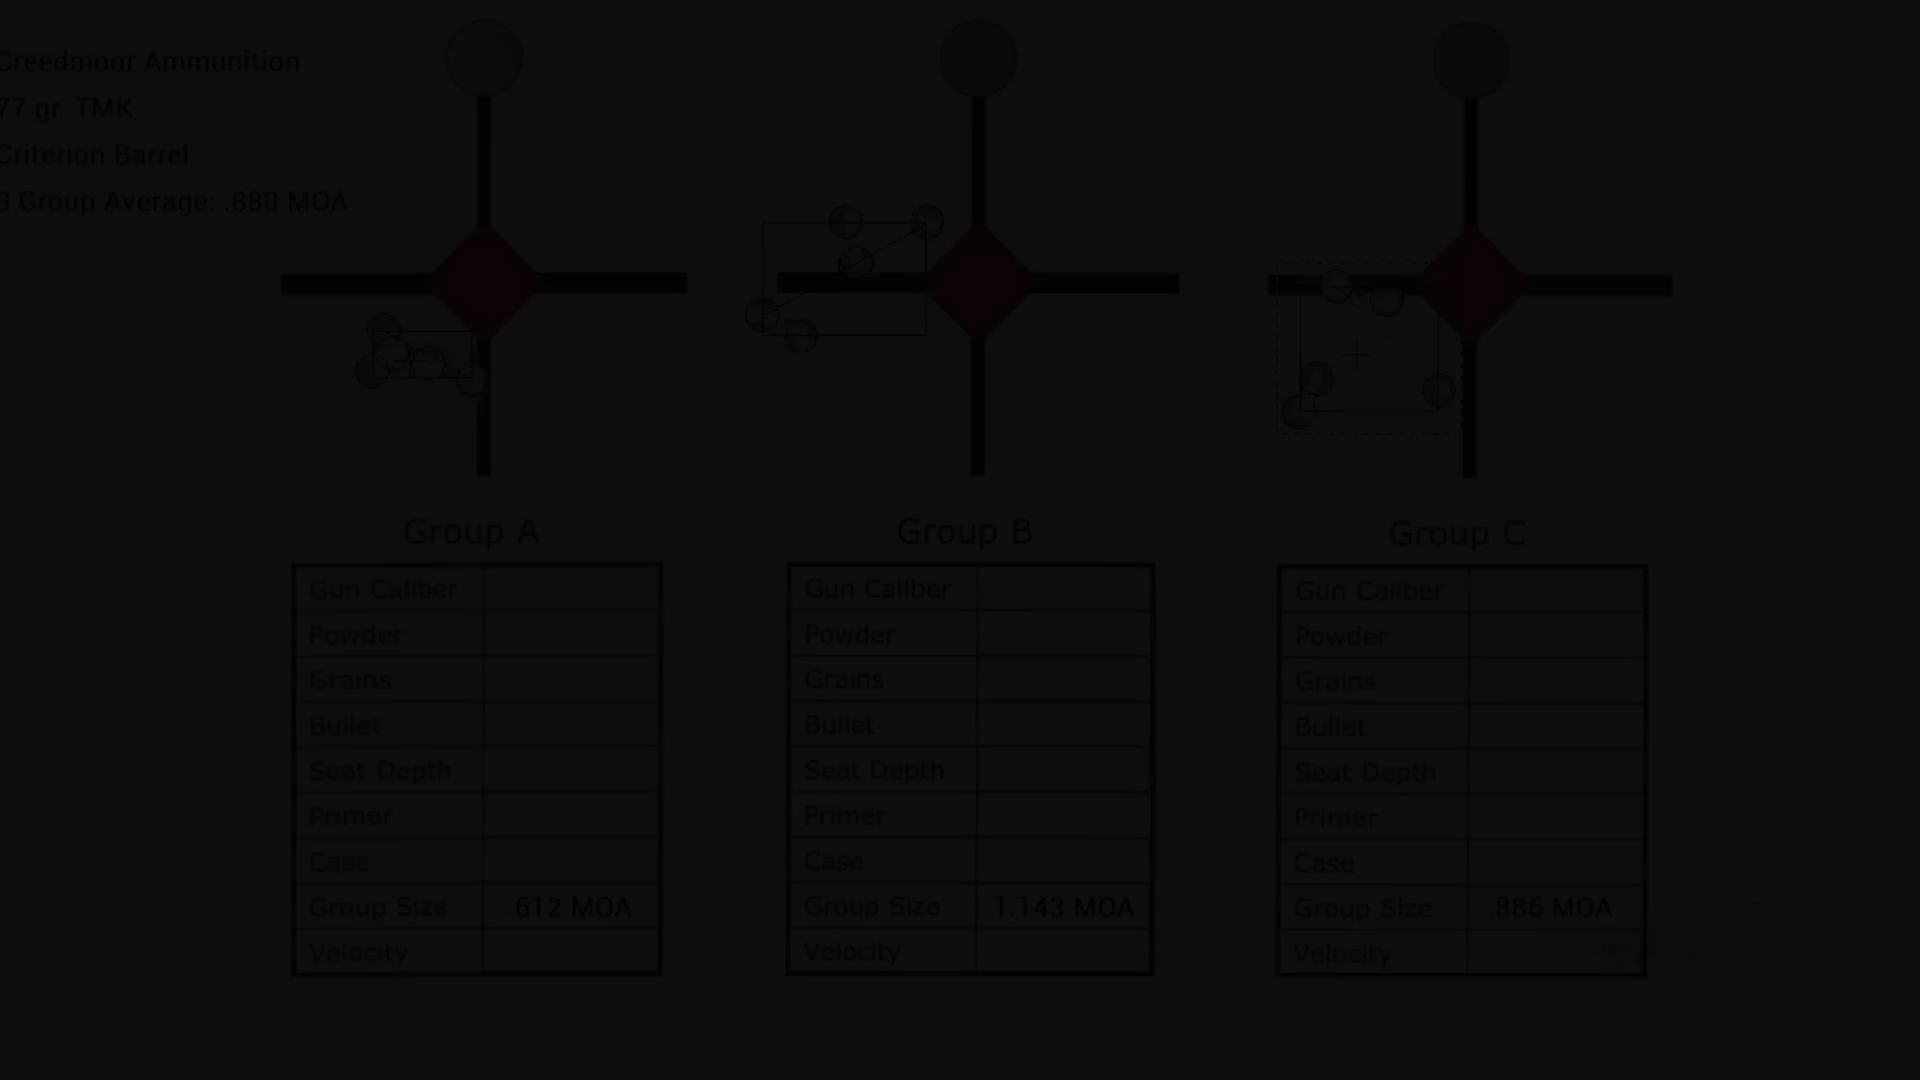 Creedmoor Ammunition
77 gr. TMK
Criterion Barrel
3 Group Average: .880 MOA
Group A
Gun Caliber
Powder
Grains
Bullet
Seat Depth
Primer
Case
Group Size .612 MOA
Velocity
Group B
Gun Caliber
Powder
Grains
Bullet
Seat Depth
Primer
Case
Group Size 1.143 MOA
Velocity
Group C
Gun Caliber
Powder
Grains
Bullet
Seat Depth
Primer
Case
Group Size .886 MOA
Velocity